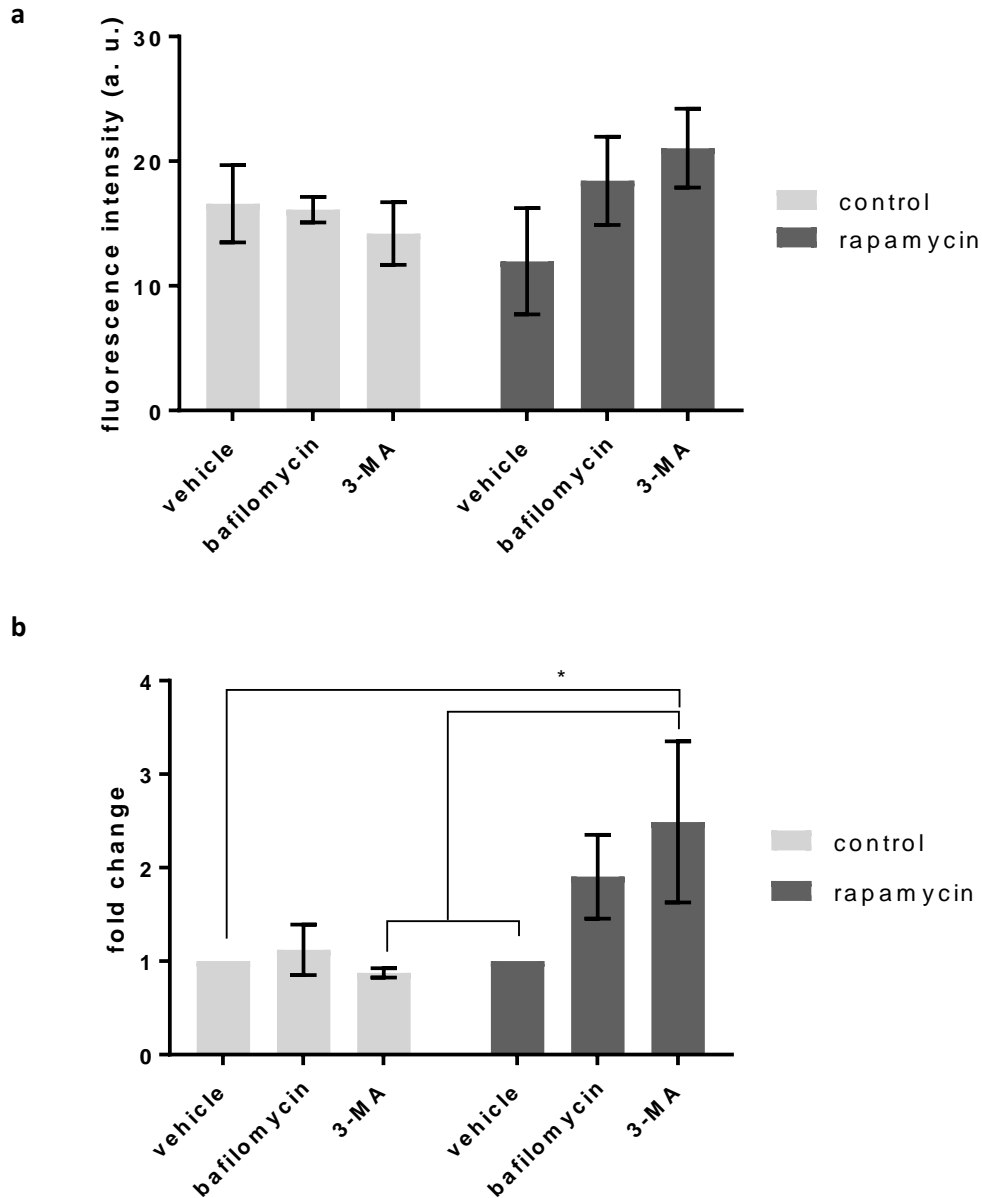 a
fluorescence intensity (a. u.)
30
20
10
0
vehicle
bafilomycin
3-MA
vehicle
bafilomycin
3-MA
control
rapamycin
b
fold change
4
3
2
1
0
*
vehicle
bafilomycin
3-MA
vehicle
bafilomycin
3-MA
control
rapamycin